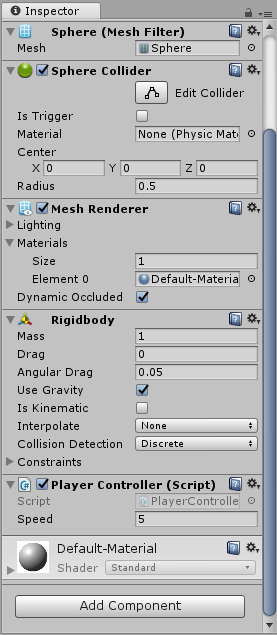 Inspector
Sphere (Mesh Filter)
Mesh Sphere
Sphere Collider
Edit Collider
Is Trigger
Material None (Physic Mate
Center
X 0 Y 0 Z 0
Radius 0.5
Mesh Renderer
Lighting
Materials
Size 1
Element 0 Default-Materia
Dynamic Occluded
Rigidbody
Mass 1
Drag 0
Angular Drag 0.05
Use Gravity
Is Kinematic
Interpolate None
Collision Detection Discrete
Constraints
Player Controller (Script)
Script PlayerControlle
Speed 5
Default-Material
Shader Standard
Add Component